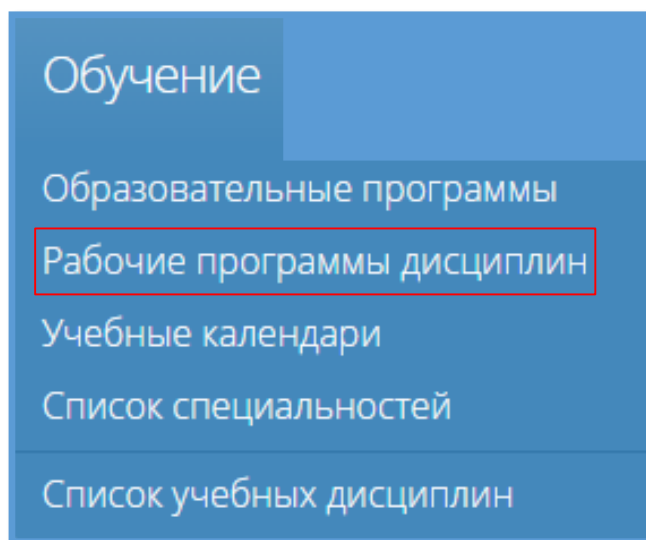 Обучение
Образовательные программы
Рабочие программы дисциплин
Учебные календари
Список специальностей
Список учебных дисциплин